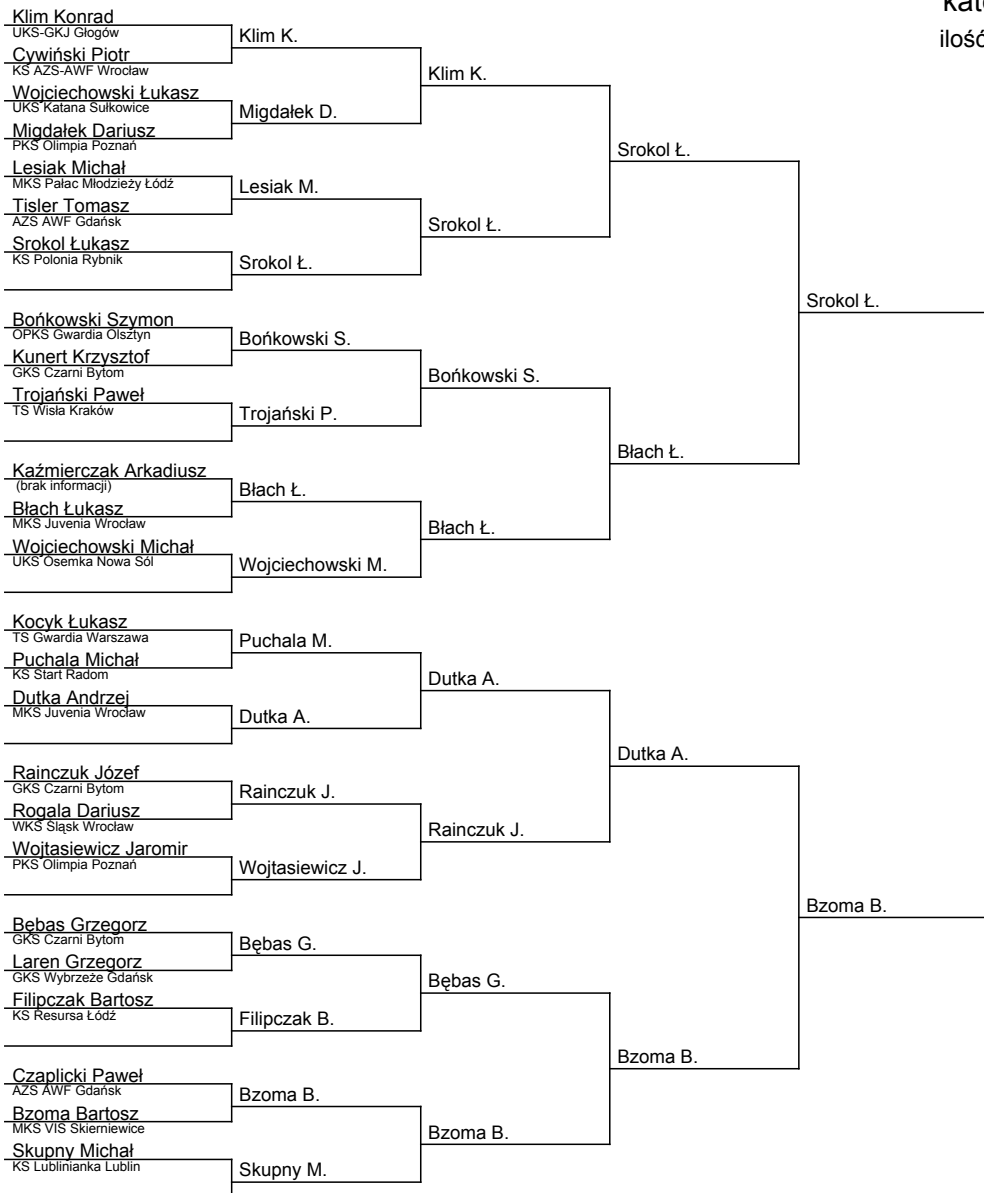 Klim Konrad
UKS-GKJ Głogów
Cywiński Piotr
KS AZS-AWF Wrocław
Wojciechowski Łukasz
UKS Katana Sułkowice
Migdałek Dariusz
PKS Olimpia Poznań
Lesiak Michał
MKS Pałac Młodzieży Łódź
Tisler Tomasz
AZS AWF Gdańsk
Srokol Łukasz
KS Polonia Rybnik
Bońkowski Szymon
OPKS Gwardia Olsztyn
Kunert Krzysztof
GKS Czarni Bytom
Trojański Paweł
TS Wisła Kraków
Kaźmierczak Arkadiusz
(brak informacji)
Błach Łukasz
MKS Juvenia Wrocław
Wojciechowski Michał
UKS Ósemka Nowa Sól
Kocyk Łukasz
TS Gwardia Warszawa
Puchala Michał
KS Start Radom
Dutka Andrzej
MKS Juvenia Wrocław
Rainczuk Józef
GKS Czarni Bytom
Rogala Dariusz
WKS Śląsk Wrocław
Wojtasiewicz Jaromir
PKS Olimpia Poznań
Bębas Grzegorz
GKS Czarni Bytom
Laren Grzegorz
GKS Wybrzeże Gdańsk
Filipczak Bartosz
KS Resursa Łódź
Czaplicki Paweł
AZS AWF Gdańsk
Bzoma Bartosz
MKS VIS Skierniewice
Skupny Michał
KS Lublinianka Lublin
Klim K.
Migdałek D.
Lesiak M.
Srokol Ł.
Bońkowski S.
Trojański P.
Błach Ł.
Wojciechowski M.
Puchala M.
Dutka A.
Rainczuk J.
Wojtasiewicz J.
Bębas G.
Filipczak B.
Bzoma B.
Skupny M.
Klim K.
Srokol Ł.
Bońkowski S.
Błach Ł.
Dutka A.
Rainczuk J.
Bębas G.
Bzoma B.
Srokol Ł.
Błach Ł.
Dutka A.
Bzoma B.
Srokol Ł.
Bzoma B.
ilość